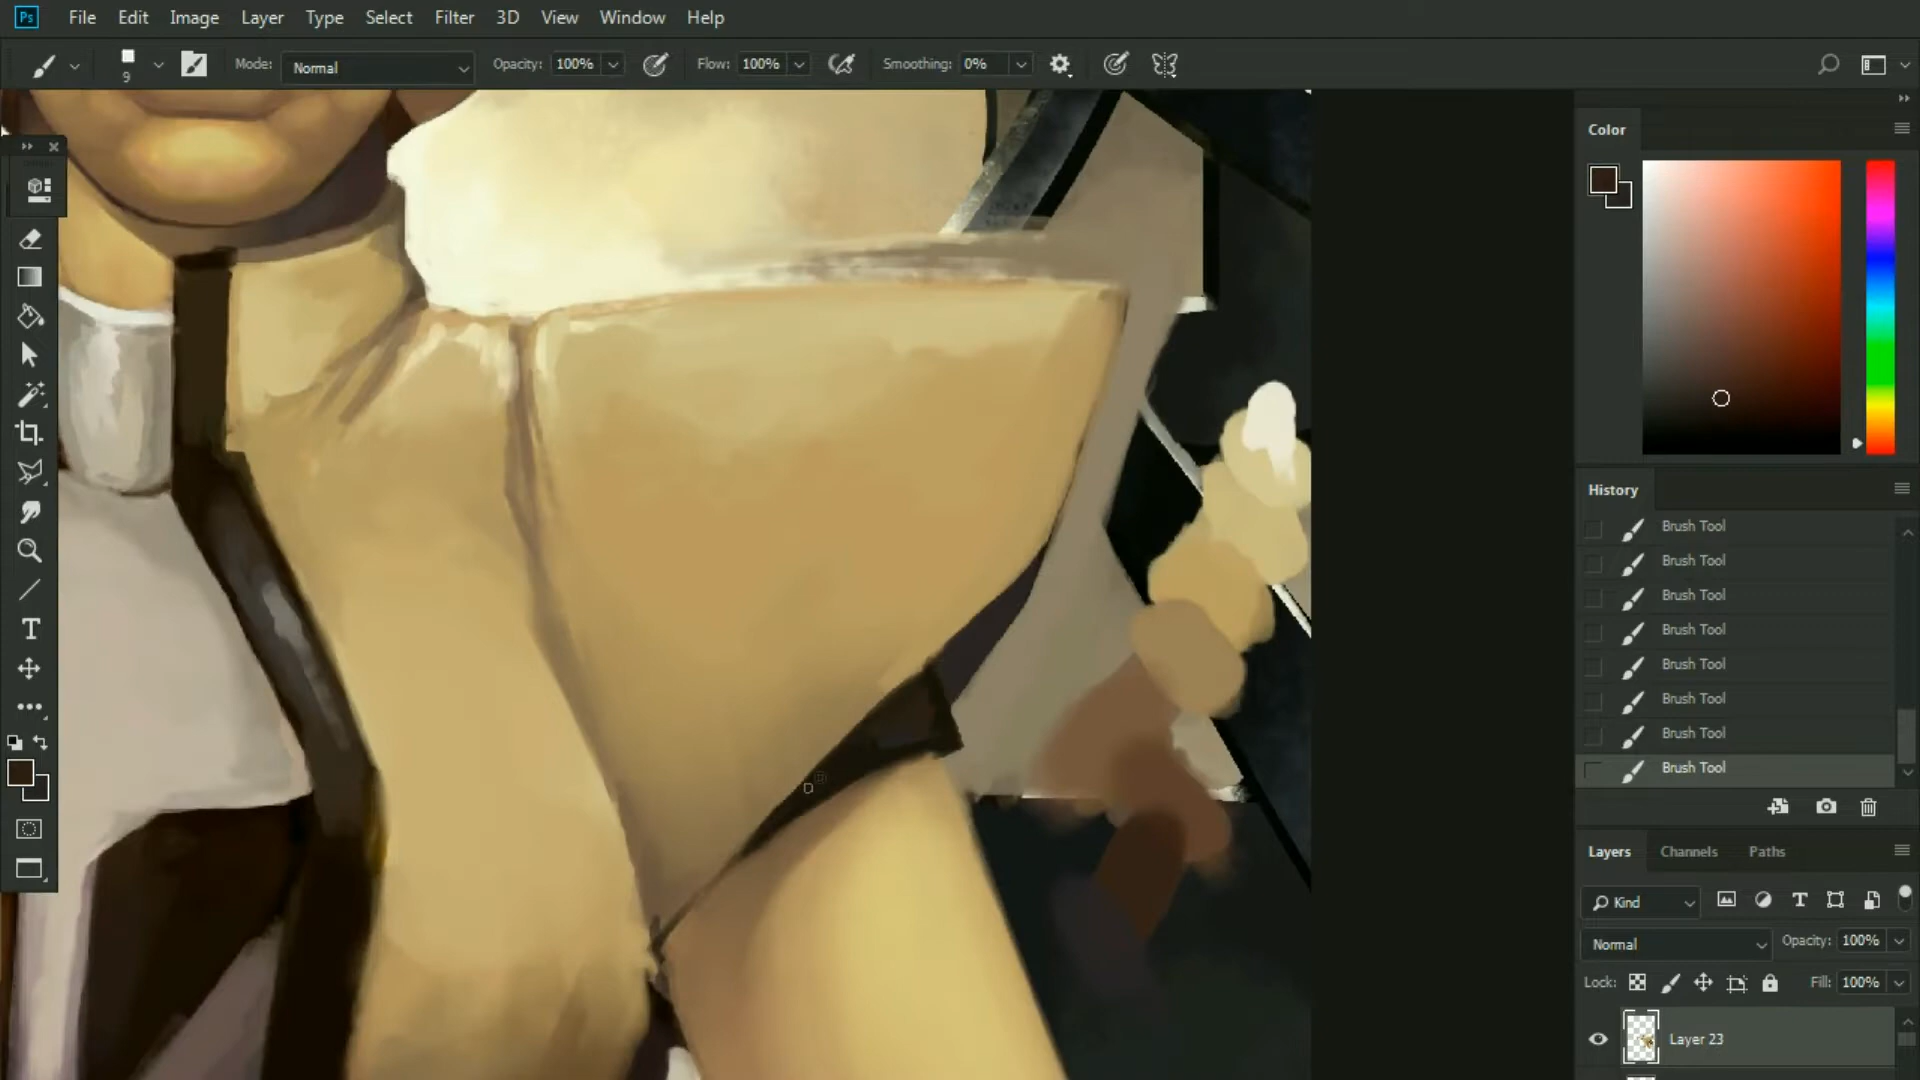 Ps File Edit Image Layer Type Select Filter 3D View Window Help
9 Mode: Normal Opacity: 100% Flow: 100% Smoothing: 0%
Color
History
Brush Tool
Brush Tool
Brush Tool
Brush Tool
Brush Tool
Brush Tool
Brush Tool
Brush Tool
Layers Channels Paths
Kind
Normal Opacity: 100%
Lock: Fill: 100%
Layer 23